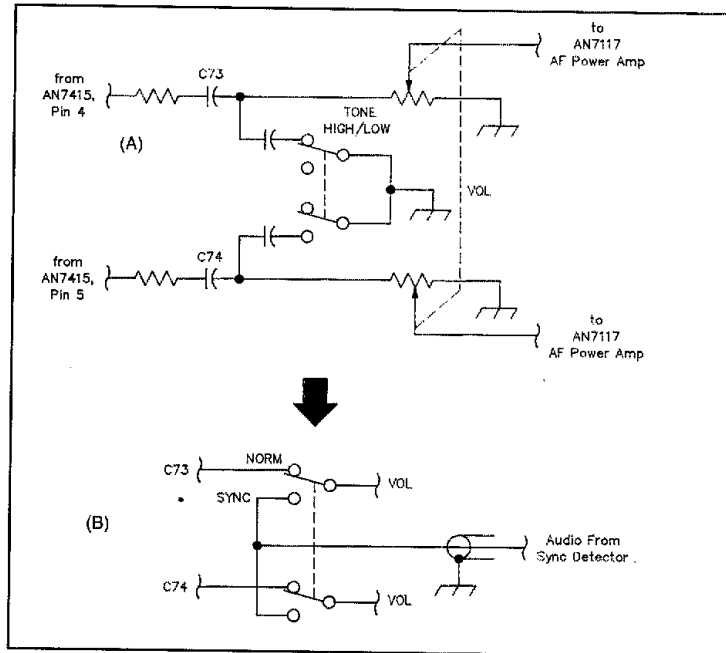 to
AN7117
AF Power Amp
from
AN7415,
Pin 4
C73
TONE
HIGH/LOW
(A)
VOL
from
AN7415,
Pin 5
C74
to
AN7117
AF Power Amp
C73
NORM
VOL
SYNC
(B)
Audio From
Sync Detector
C74
VOL